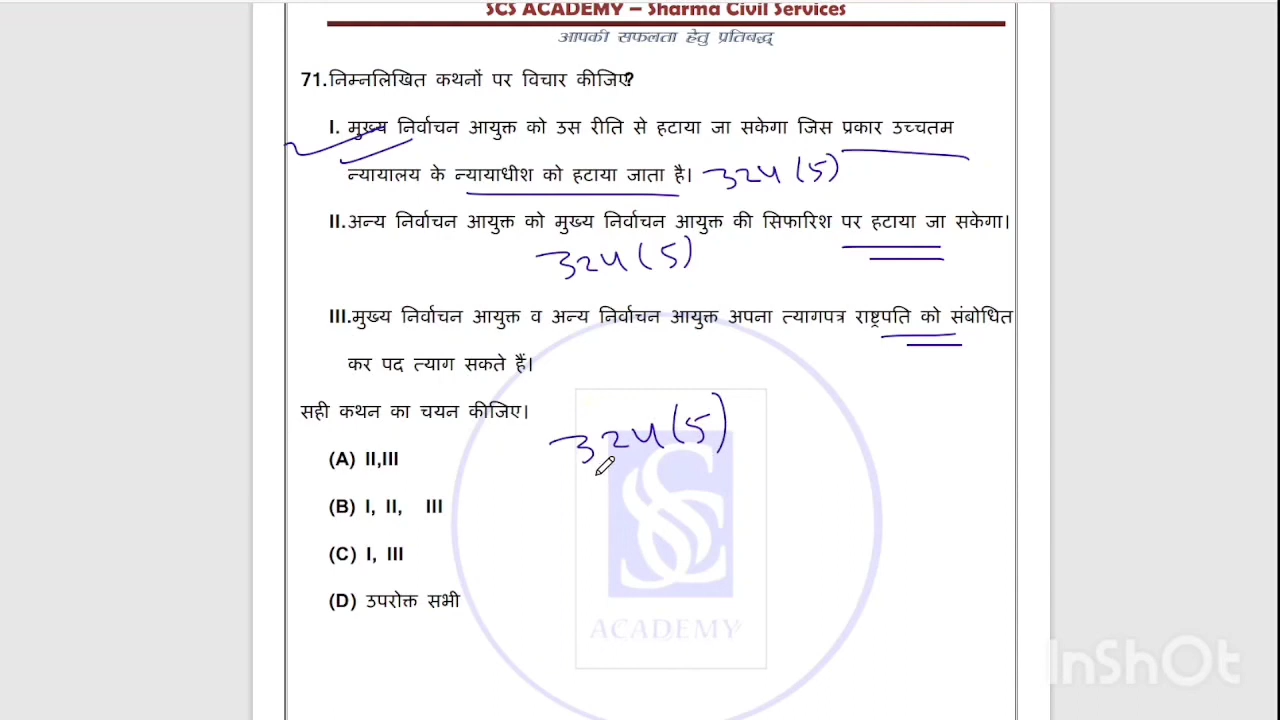 SCS ACADEMY – Sharma Civil Services
आपकी सफलता हेतु प्रतिबद्ध
71.निम्नलिखित कथनों पर विचार कीजिए?
I. मुख्य निर्वाचन आयुक्त को उस रीति से हटाया जा सकेगा जिस प्रकार उच्चतम
न्यायालय के न्यायाधीश को हटाया जाता है। 324 (5)
II.अन्य निर्वाचन आयुक्त को मुख्य निर्वाचन आयुक्त की सिफारिश पर हटाया जा सकेगा।
324 (5)
III.मुख्य निर्वाचन आयुक्त व अन्य निर्वाचन आयुक्त अपना त्यागपत्र राष्ट्रपति को संबोधित
कर पद त्याग सकते हैं।
सही कथन का चयन कीजिए।
324 (5)
(A) II,III
(B) I, II, III
(C) I, III
(D) उपरोक्त सभी
ACADEMY
InShOt